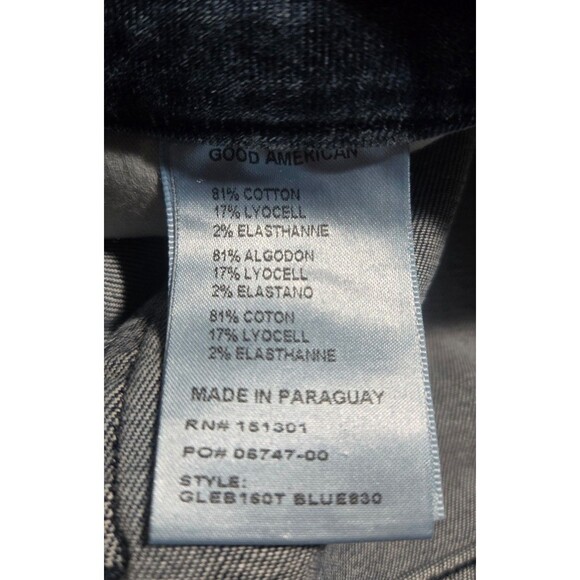 GOOD AMERICAN
81% COTTON
17% LYOCELL
2% ELASTHANNE
81% ALGODON
17% LYOCELL
2% ELASTANO
81% COTON
17% LYOCELL
2% ELASTHANNE
MADE IN PARAGUAY
RN# 151301
PO# 06747-00
STYLE:
GLEB160T BLUE830